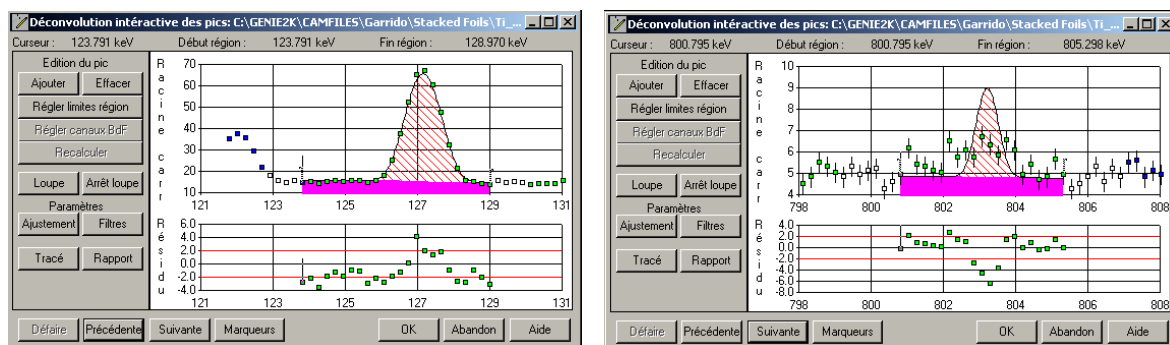 Déconvolution intéractive des pics: C:\GENIE2K\CAMFILES\Garrido\Stacked Foils\Ti_...
Curseur : 123.791 keV Début région : 123.791 keV Fin région : 128.970 keV
Edition du pic
Ajouter Effacer
Régler limites région
Régler canaux BdF
Recalculer
Loupe Arrêt loupe
Paramètres
Ajustement Filtres
Tracé Rapport
Racine carr
70
60
50
40
30
20
10
121 123 125 127 129 131
Résidu
6.0
4.0
2.0
0.0
-2.0
-4.0
121 123 125 127 129 131
Défaire Précédente Suivante Marqueurs OK Abandon Aide
Déconvolution intéractive des pics: C:\GENIE2K\CAMFILES\Garrido\Stacked Foils\Ti_...
Curseur : 800.795 keV Début région : 800.795 keV Fin région : 805.298 keV
Edition du pic
Ajouter Effacer
Régler limites région
Régler canaux BdF
Recalculer
Loupe Arrêt loupe
Paramètres
Ajustement Filtres
Tracé Rapport
Racine carr
10
9
8
7
6
5
4
798 800 802 804 806 808
Résidu
4.0
2.0
0.0
-2.0
-4.0
-6.0
-8.0
798 800 802 804 806 808
Défaire Précédente Suivante Marqueurs OK Abandon Aide